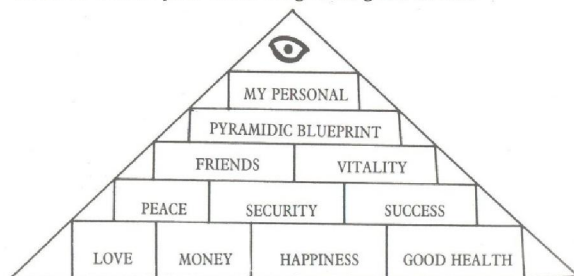 MY PERSONAL
PYRAMIDIC BLUEPRINT
FRIENDS VITALITY
PEACE SECURITY SUCCESS
LOVE MONEY HAPPINESS GOOD HEALTH